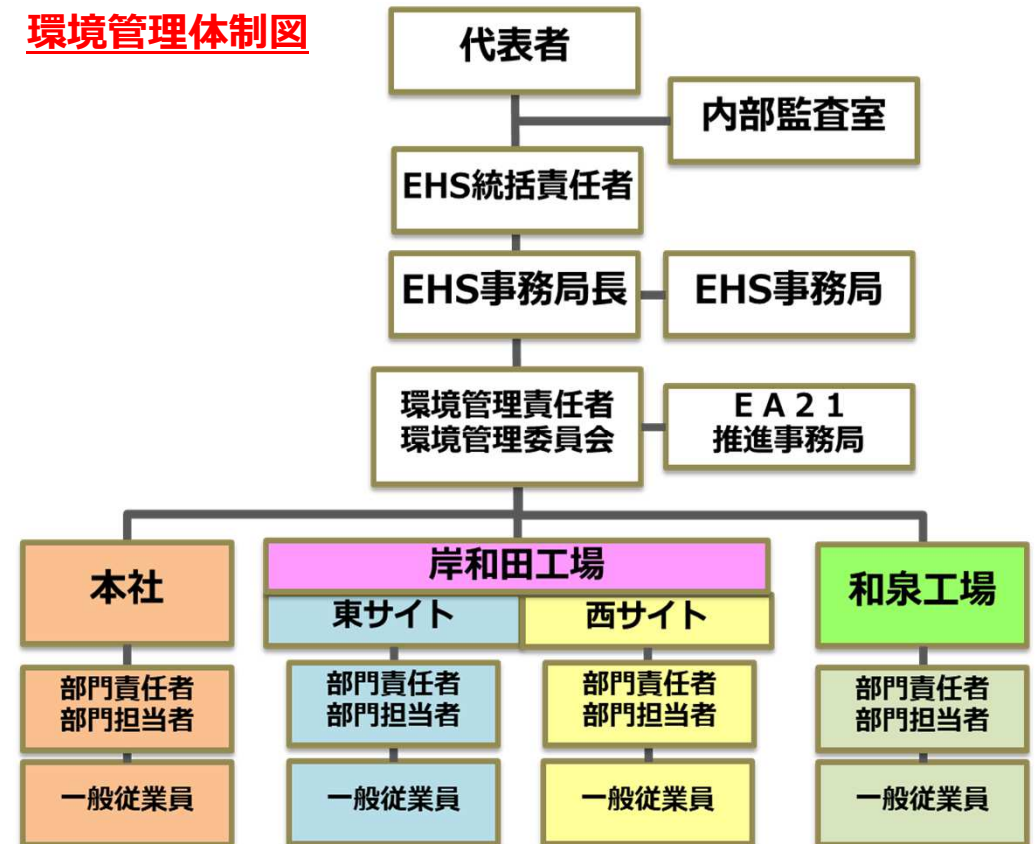 環境管理体制図
代表者
内部監査室
EHS統括責任者
EHS事務局長
EHS事務局
環境管理責任者
環境管理委員会
ＥＡ２１
推進事務局
本社
岸和田工場
和泉工場
東サイト
西サイト
部門責任者
部門担当者
部門責任者
部門担当者
部門責任者
部門担当者
部門責任者
部門担当者
一般従業員
一般従業員
一般従業員
一般従業員